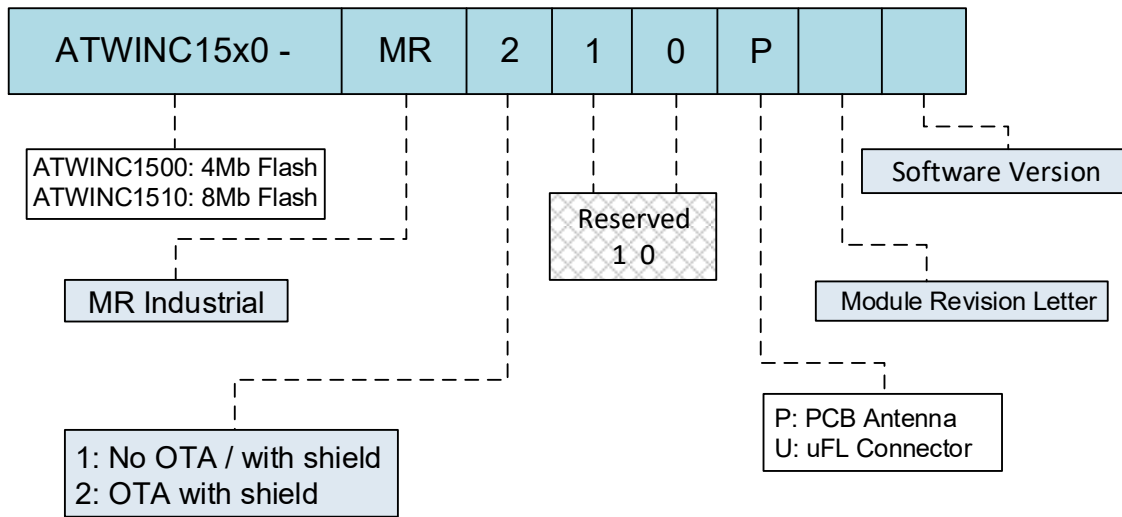 ATWINC15x0 - MR 2 1 0 P
ATWINC1500: 4Mb Flash
ATWINC1510: 8Mb Flash
Software Version
Reserved
1 0
MR Industrial
Module Revision Letter
P: PCB Antenna
U: uFL Connector
1: No OTA / with shield
2: OTA with shield